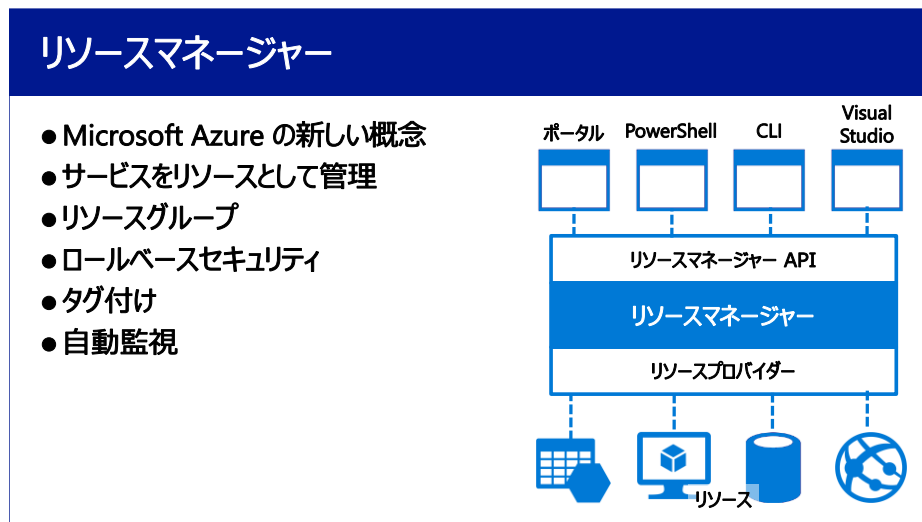 リソースマネージャー
●Microsoft Azure の新しい概念
●サービスをリソースとして管理
●リソースグループ
●ロールベースセキュリティ
●タグ付け
●自動監視
ポータル
PowerShell
CLI
Visual
Studio
リソースマネージャー API
リソースマネージャー
リソースプロバイダー
リソース